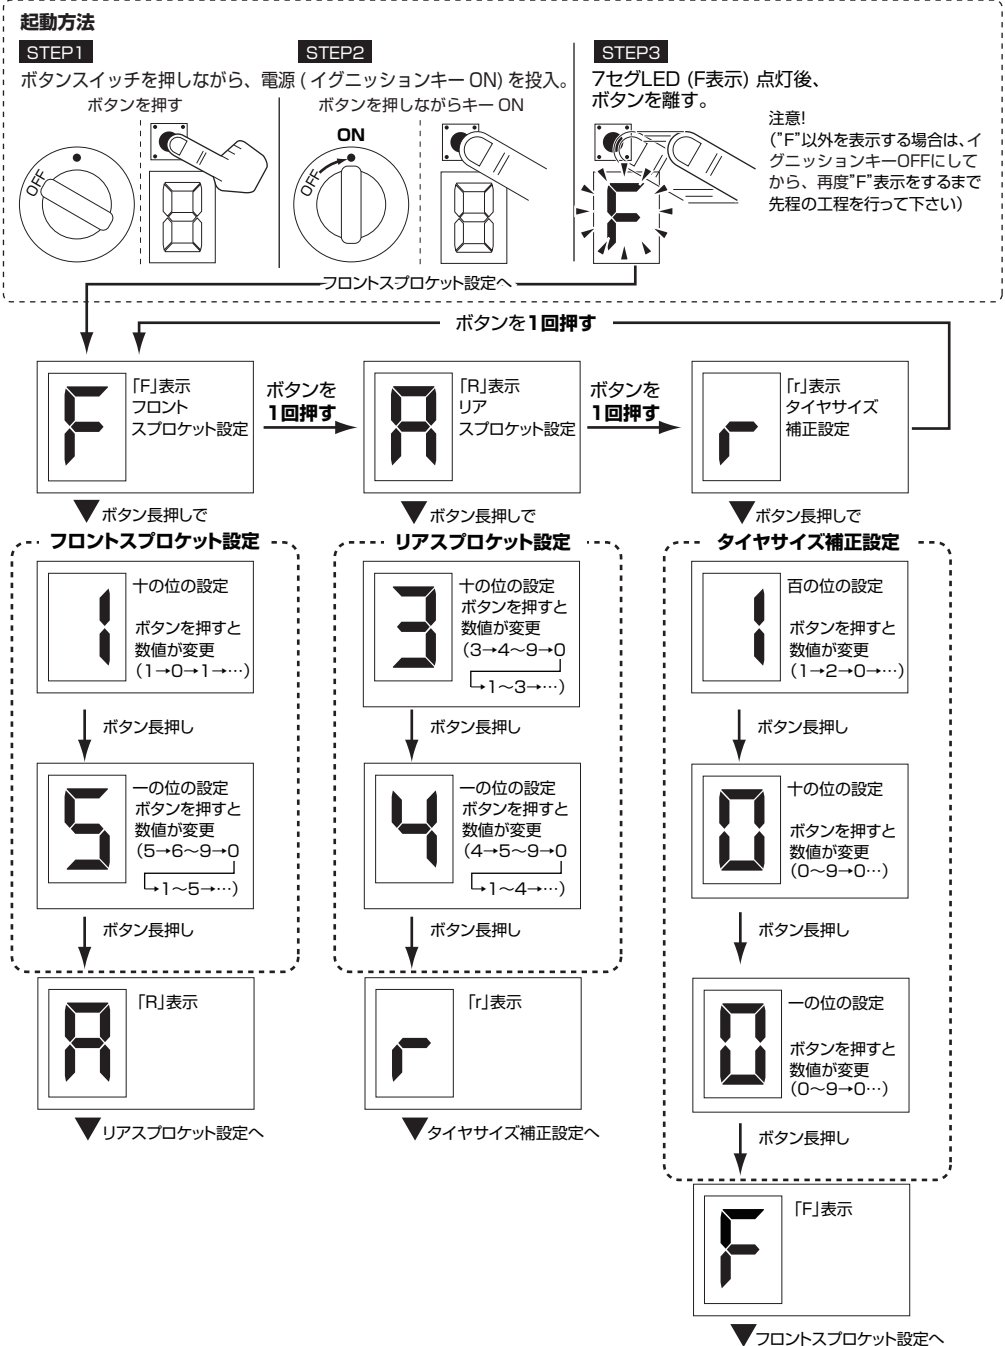 起動方法
STEP1
ボタンスイッチを押しながら、電源 ( イグニッションキー ON) を投入。
ボタンを押す
OFF
STEP2
ボタンを押しながらキー ON
ON
OFF
STEP3
7セグLED (F表示) 点灯後、
ボタンを離す。
注意!
(”F”以外を表示する場合は、イ
グニッションキーOFFにして
から、再度”F”表示をするまで
先程の工程を行って下さい)
F
フロントスプロケット設定へ
ボタンを1回押す
F
「F」表示
フロント
スプロケット設定
ボタンを
1回押す
R
「R」表示
リア
スプロケット設定
ボタンを
1回押す
r
「r」表示
タイヤサイズ
補正設定
▼ボタン長押しで
フロントスプロケット設定
1
十の位の設定
ボタンを押すと
数値が変更
(1→0→1→…)
ボタン長押し
5
一の位の設定
ボタンを押すと
数値が変更
(5→6〜9→0
→1〜5→…)
ボタン長押し
R
「R」表示
▼リアスプロケット設定へ
▼ボタン長押しで
リアスプロケット設定
3
十の位の設定
ボタンを押すと
数値が変更
(3→4〜9→0
→1〜3→…)
ボタン長押し
4
一の位の設定
ボタンを押すと
数値が変更
(4→5〜9→0
→1〜4→…)
ボタン長押し
r
「r」表示
▼タイヤサイズ補正設定へ
▼ボタン長押しで
タイヤサイズ補正設定
1
百の位の設定
ボタンを押すと
数値が変更
(1→2→0→…)
ボタン長押し
0
十の位の設定
ボタンを押すと
数値が変更
(0〜9→0…)
ボタン長押し
0
一の位の設定
ボタンを押すと
数値が変更
(0〜9→0…)
ボタン長押し
F
「F」表示
▼フロントスプロケット設定へ